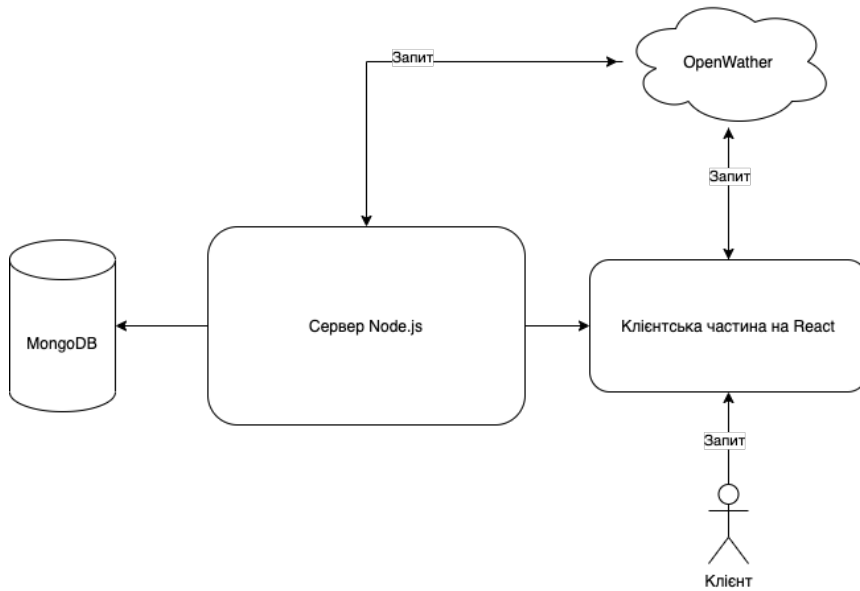 Запит
OpenWather
Запит
MongoDB
Сервер Node.js
Клієнтська частина на React
Запит
Клієнт